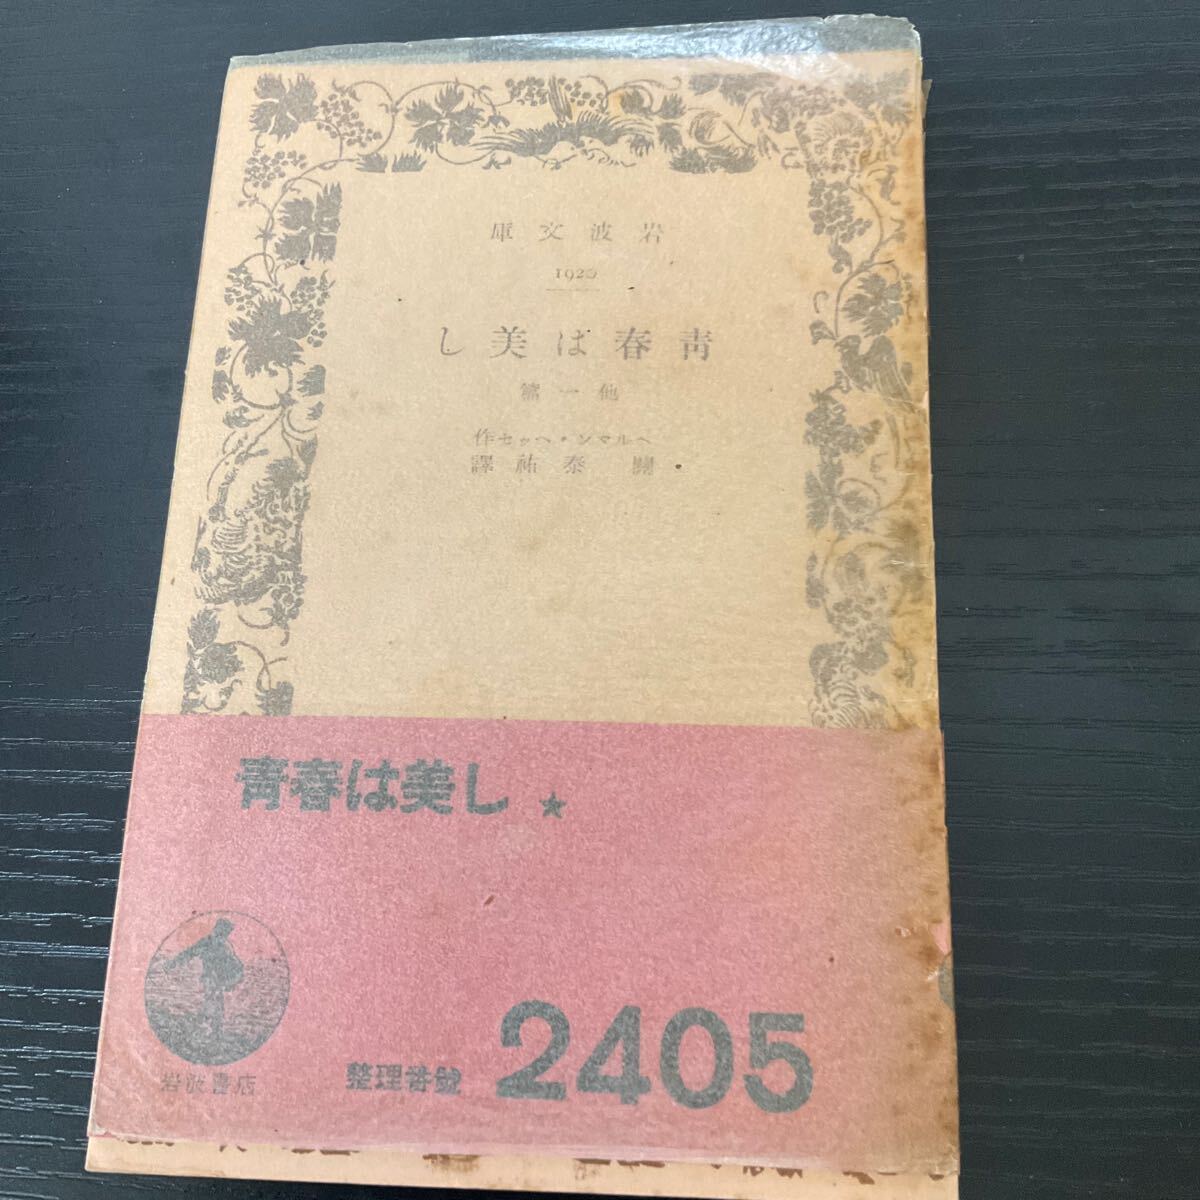 岩波文庫
1920
青春は美し
他一篇
ヘルマン・ヘッセ作
關泰祐譯
青春は美し ★
岩波書店
整理番號 2405